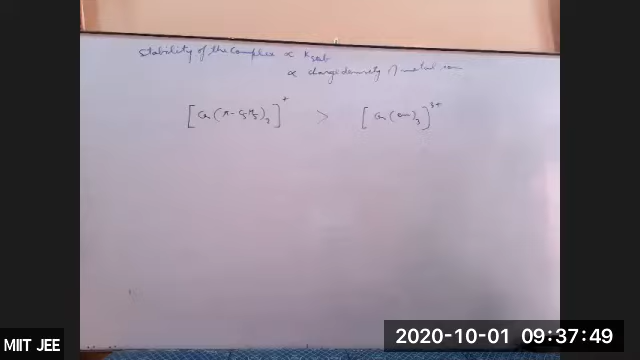 Stability of the Complex ∝ Kstab
∝ charge density of metal ion
[Co(π-C5H5)2]+ > [Co(en)3]3+
MIIT JEE
2020-10-01 09:37:49